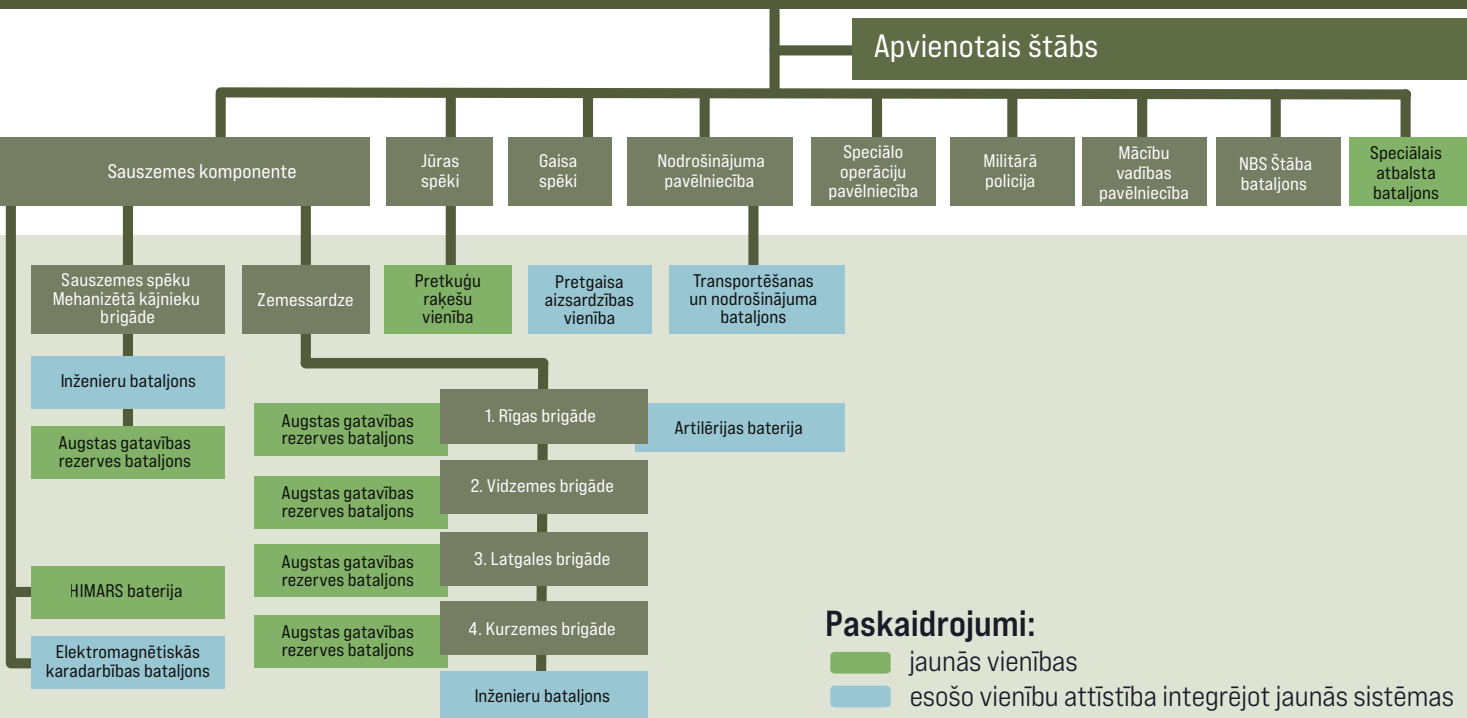 Apvienotais štābs
Sauszemes komponente
Jūras
spēki
Gaisa
spēki
Nodrošinājuma
pavēlniecība
Speciālo
operāciju
pavēlniecība
Militārā
policija
Mācību
vadības
pavēlniecība
NBS Štāba
bataljons
Speciālais
atbalsta
bataljons
Sauszemes spēku
Mehanizētā kājnieku
brigāde
Zemessardze
Pretkuģu
raķešu
vienība
Pretgaisa
aizsardzības
vienība
Transportēšanas
un nodrošinājuma
bataljons
Inženieru bataljons
Augstas gatavības
rezerves bataljons
Augstas gatavības
rezerves bataljons
1. Rīgas brigāde
Artilērijas baterija
Augstas gatavības
rezerves bataljons
2. Vidzemes brigāde
Augstas gatavības
rezerves bataljons
3. Latgales brigāde
HIMARS baterija
Augstas gatavības
rezerves bataljons
4. Kurzemes brigāde
Elektromagnētiskās
karadarbības bataljons
Inženieru bataljons
Paskaidrojumi:
jaunās vienības
esošo vienību attīstība integrējot jaunās sistēmas